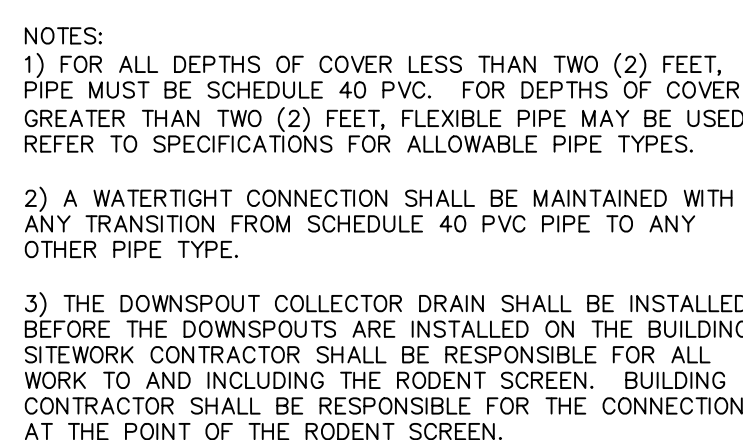 NOTES:
1) FOR ALL DEPTHS OF COVER LESS THAN TWO (2) FEET,
PIPE MUST BE SCHEDULE 40 PVC. FOR DEPTHS OF COVER
GREATER THAN TWO (2) FEET, FLEXIBLE PIPE MAY BE USED
REFER TO SPECIFICATIONS FOR ALLOWABLE PIPE TYPES.
2) A WATERTIGHT CONNECTION SHALL BE MAINTAINED WITH
ANY TRANSITION FROM SCHEDULE 40 PVC PIPE TO ANY
OTHER PIPE TYPE.
3) THE DOWNSPOUT COLLECTOR DRAIN SHALL BE INSTALLED
BEFORE THE DOWNSPOUTS ARE INSTALLED ON THE BUILDING
SITEWORK CONTRACTOR SHALL BE RESPONSIBLE FOR ALL
WORK TO AND INCLUDING THE RODENT SCREEN. BUILDING
CONTRACTOR SHALL BE RESPONSIBLE FOR THE CONNECTION
AT THE POINT OF THE RODENT SCREEN.